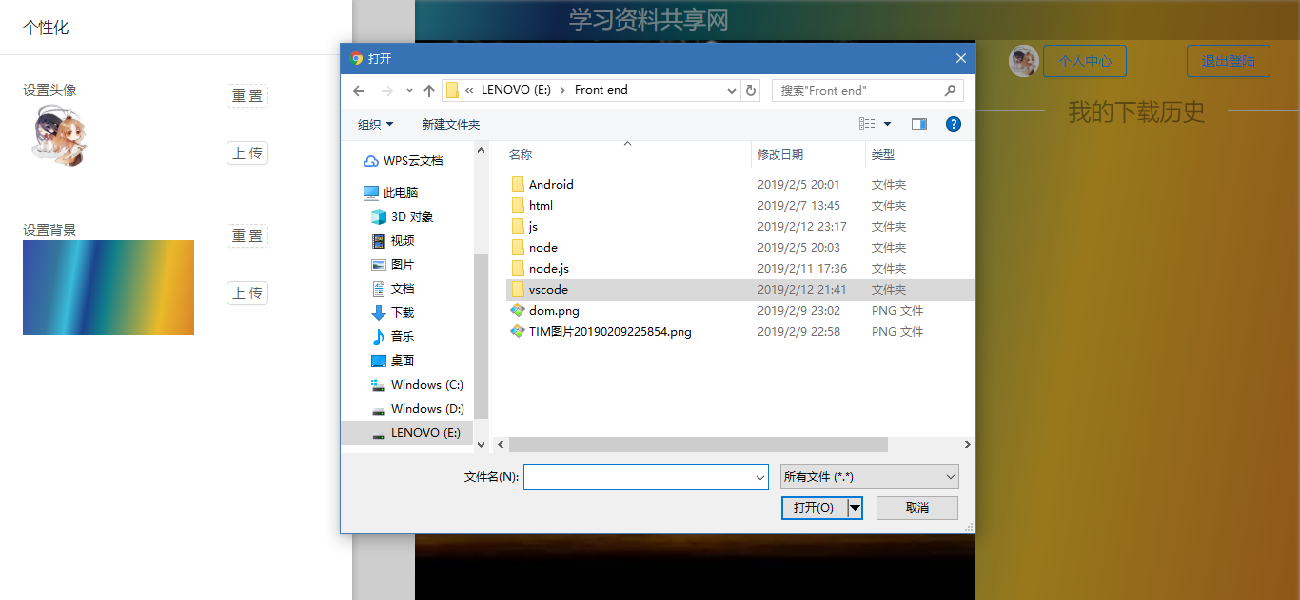 个性化
设置头像
重置
上传
设置背景
重置
上传
学习资料共享网
个人中心
退出登陆
我的下载历史
打开
« LENOVO (E:) › Front end
搜索"Front end"
组织
新建文件夹
WPS云文档
此电脑
3D 对象
视频
图片
文档
下载
音乐
桌面
Windows (C:)
Windows (D:)
LENOVO (E:)
名称 修改日期 类型
Android 2019/2/5 20:01 文件夹
html 2019/2/7 13:45 文件夹
js 2019/2/12 23:17 文件夹
ncde 2019/2/5 20:03 文件夹
ncde.js 2019/2/11 17:36 文件夹
vscode 2019/2/12 21:41 文件夹
dom.png 2019/2/9 23:02 PNG 文件
TIM图片20190209225854.png 2019/2/9 22:58 PNG 文件
文件名(N):
所有文件 (*.*)
打开(O)
取消